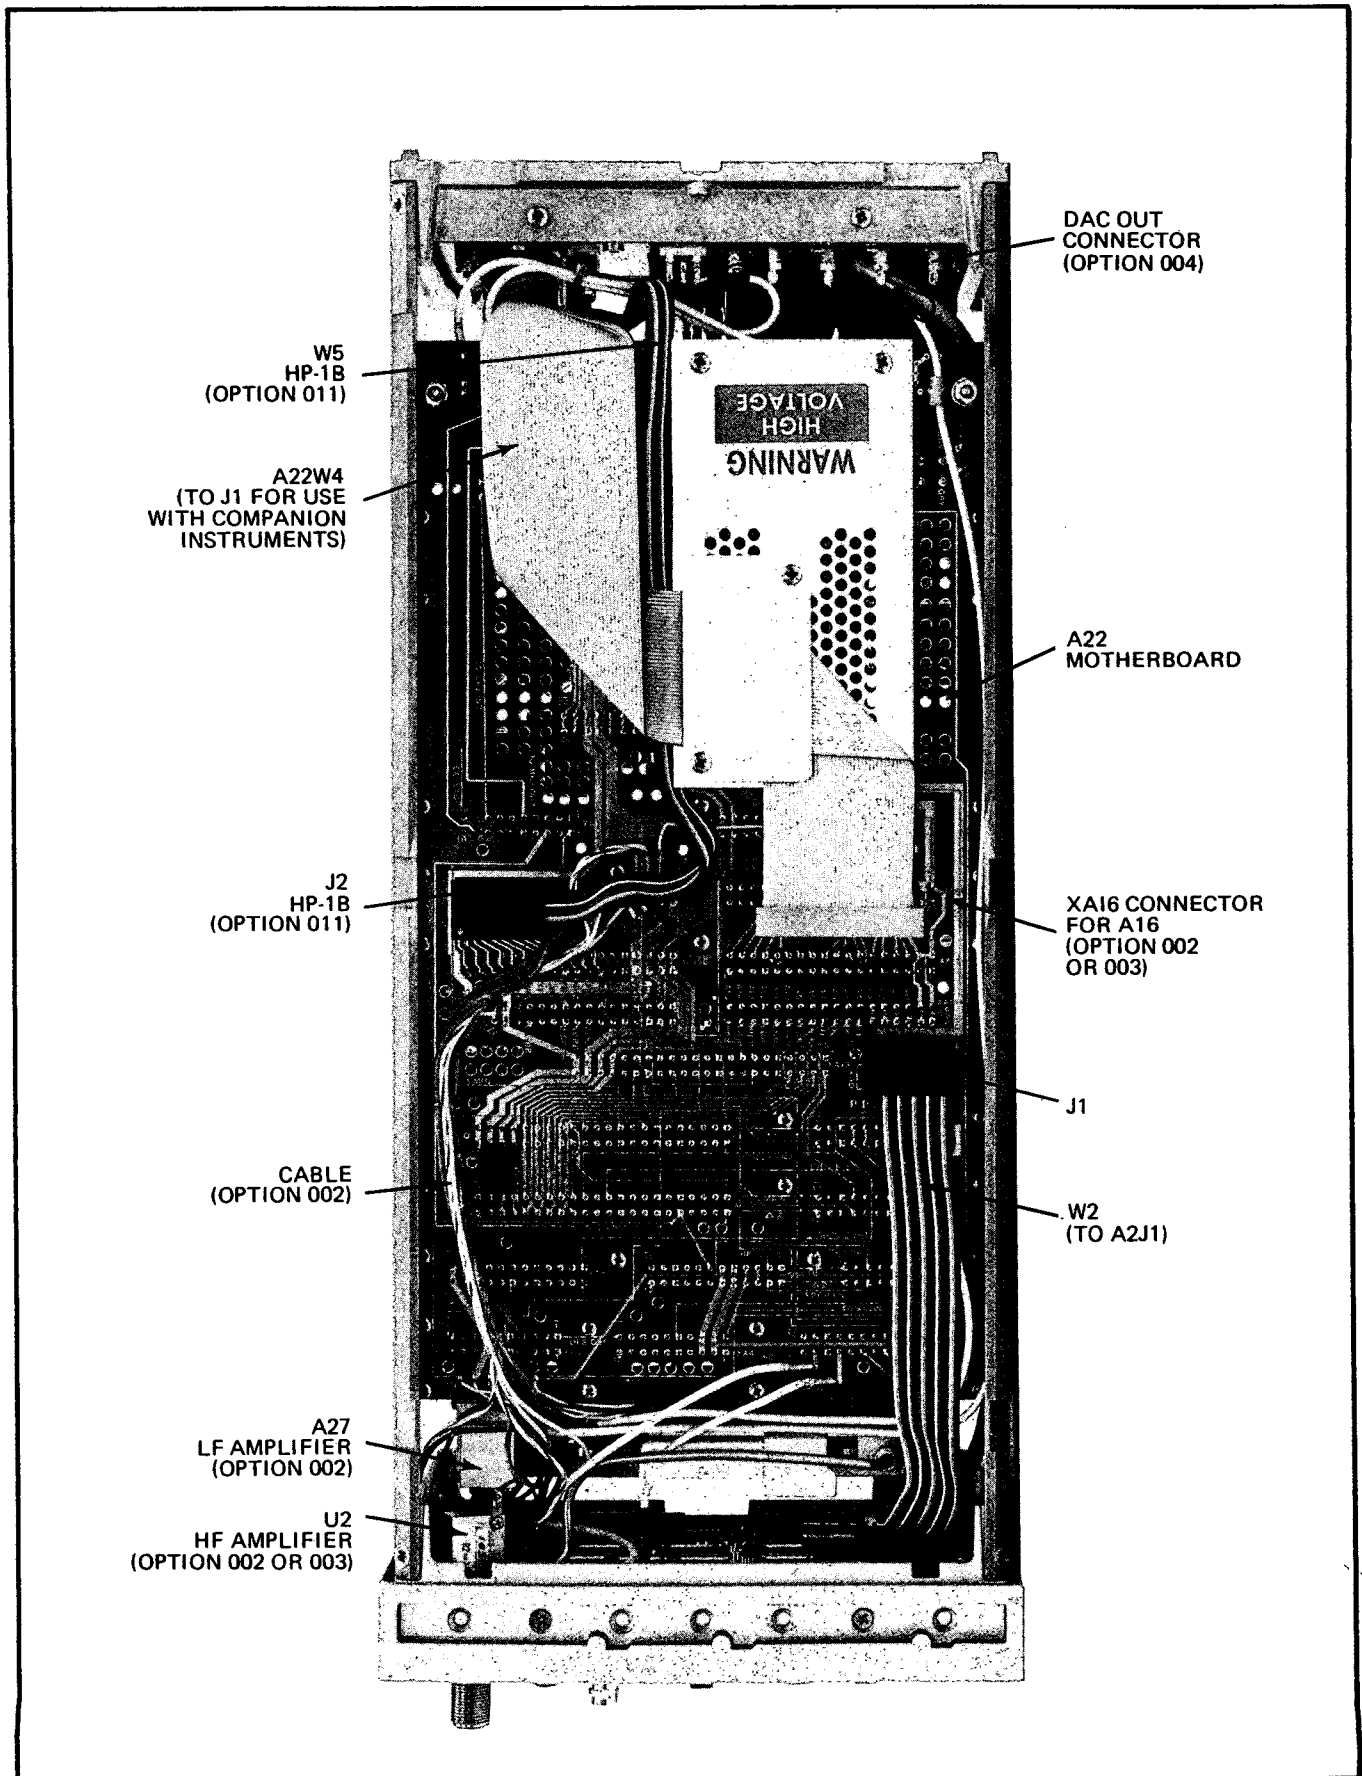 DAC OUT
CONNECTOR
(OPTION 004)
W5
HP-1B
(OPTION 011)
HIGH
VOLTAGE
WARNING
A22W4
(TO J1 FOR USE
WITH COMPANION
INSTRUMENTS)
A22
MOTHERBOARD
J2
HP-1B
(OPTION 011)
XAI6 CONNECTOR
FOR A16
(OPTION 002
OR 003)
J1
CABLE
(OPTION 002)
W2
(TO A2J1)
A27
LF AMPLIFIER
(OPTION 002)
U2
HF AMPLIFIER
(OPTION 002 OR 003)